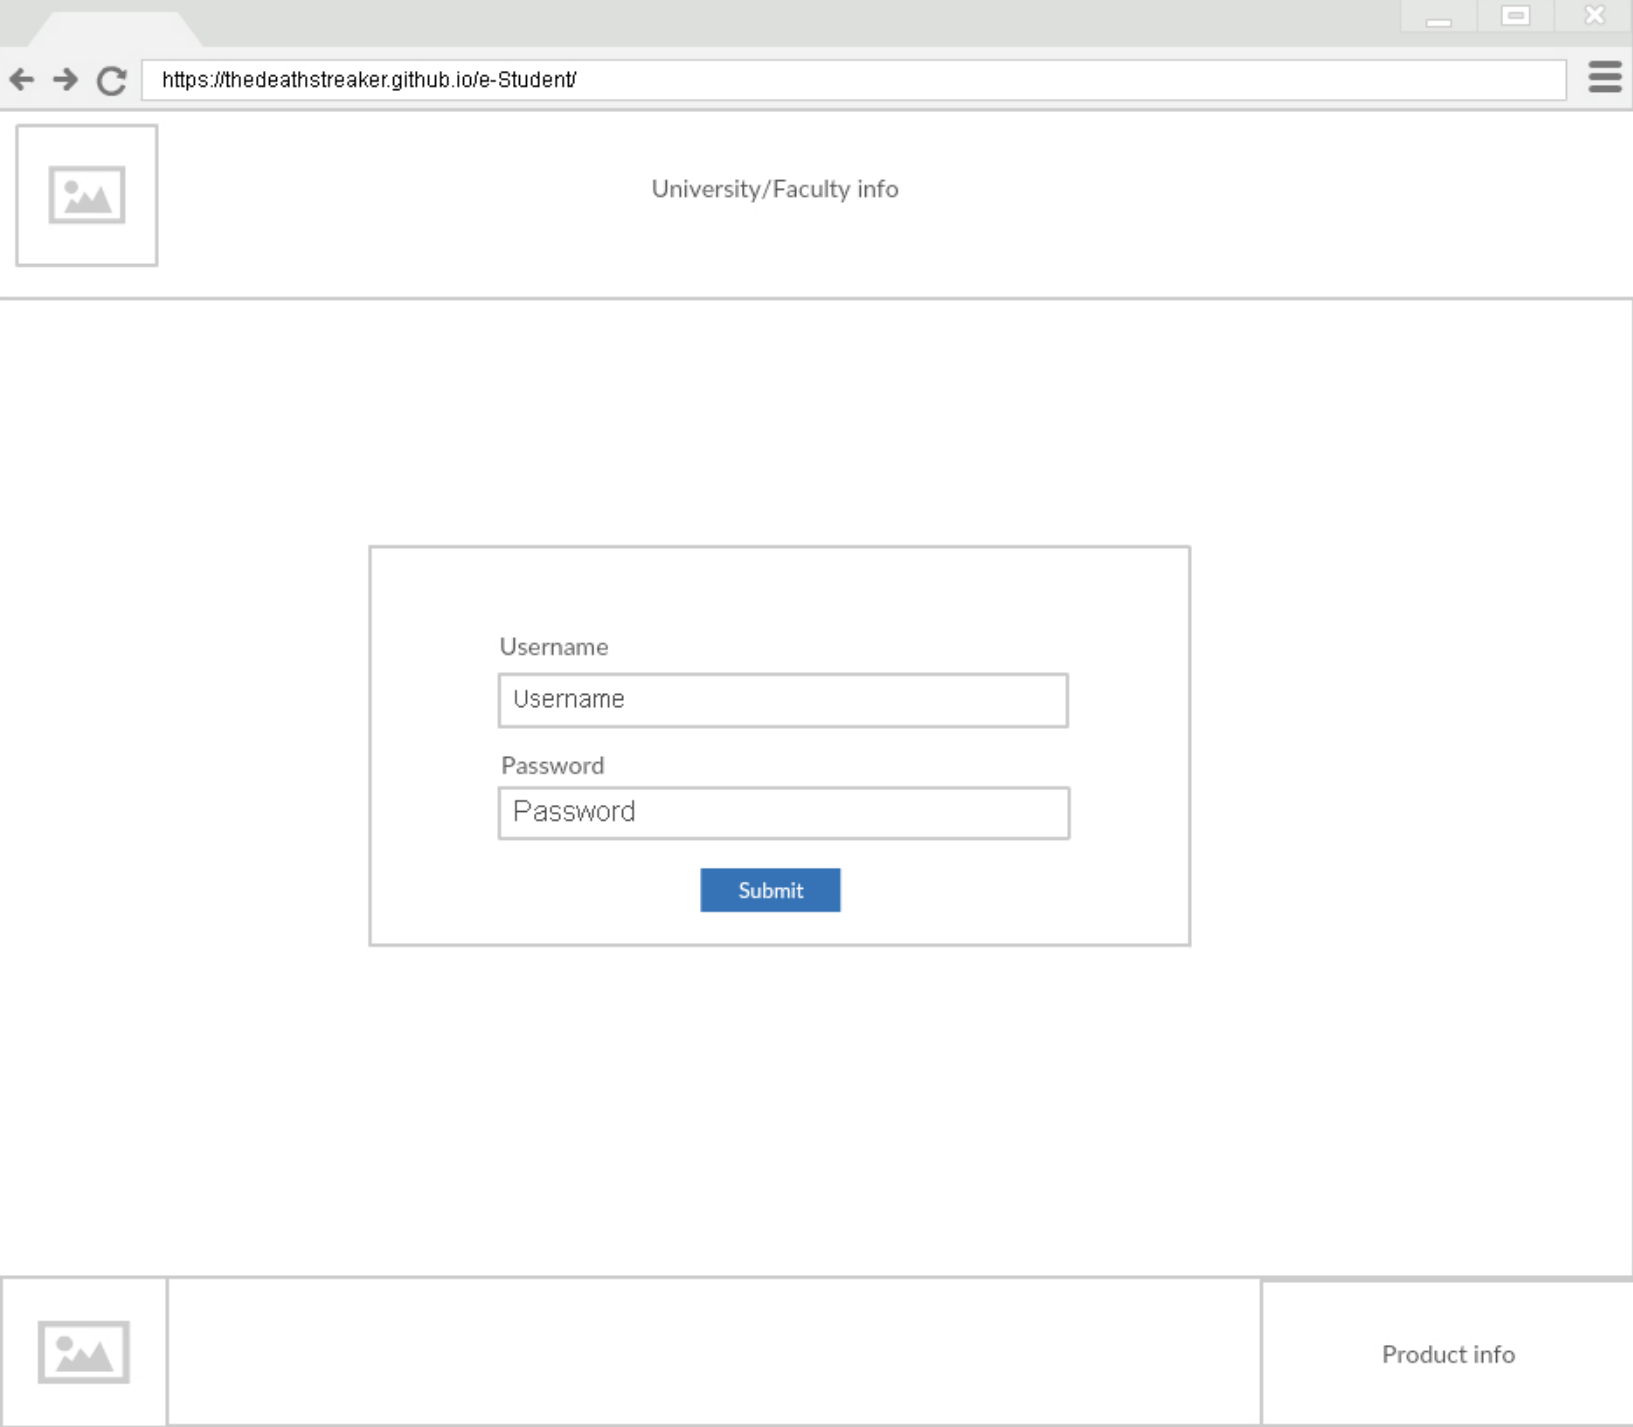 https://thedeathstreaker.github.io/e-Student/
University/Faculty info
Username
Username
Password
Password
Submit
Product info